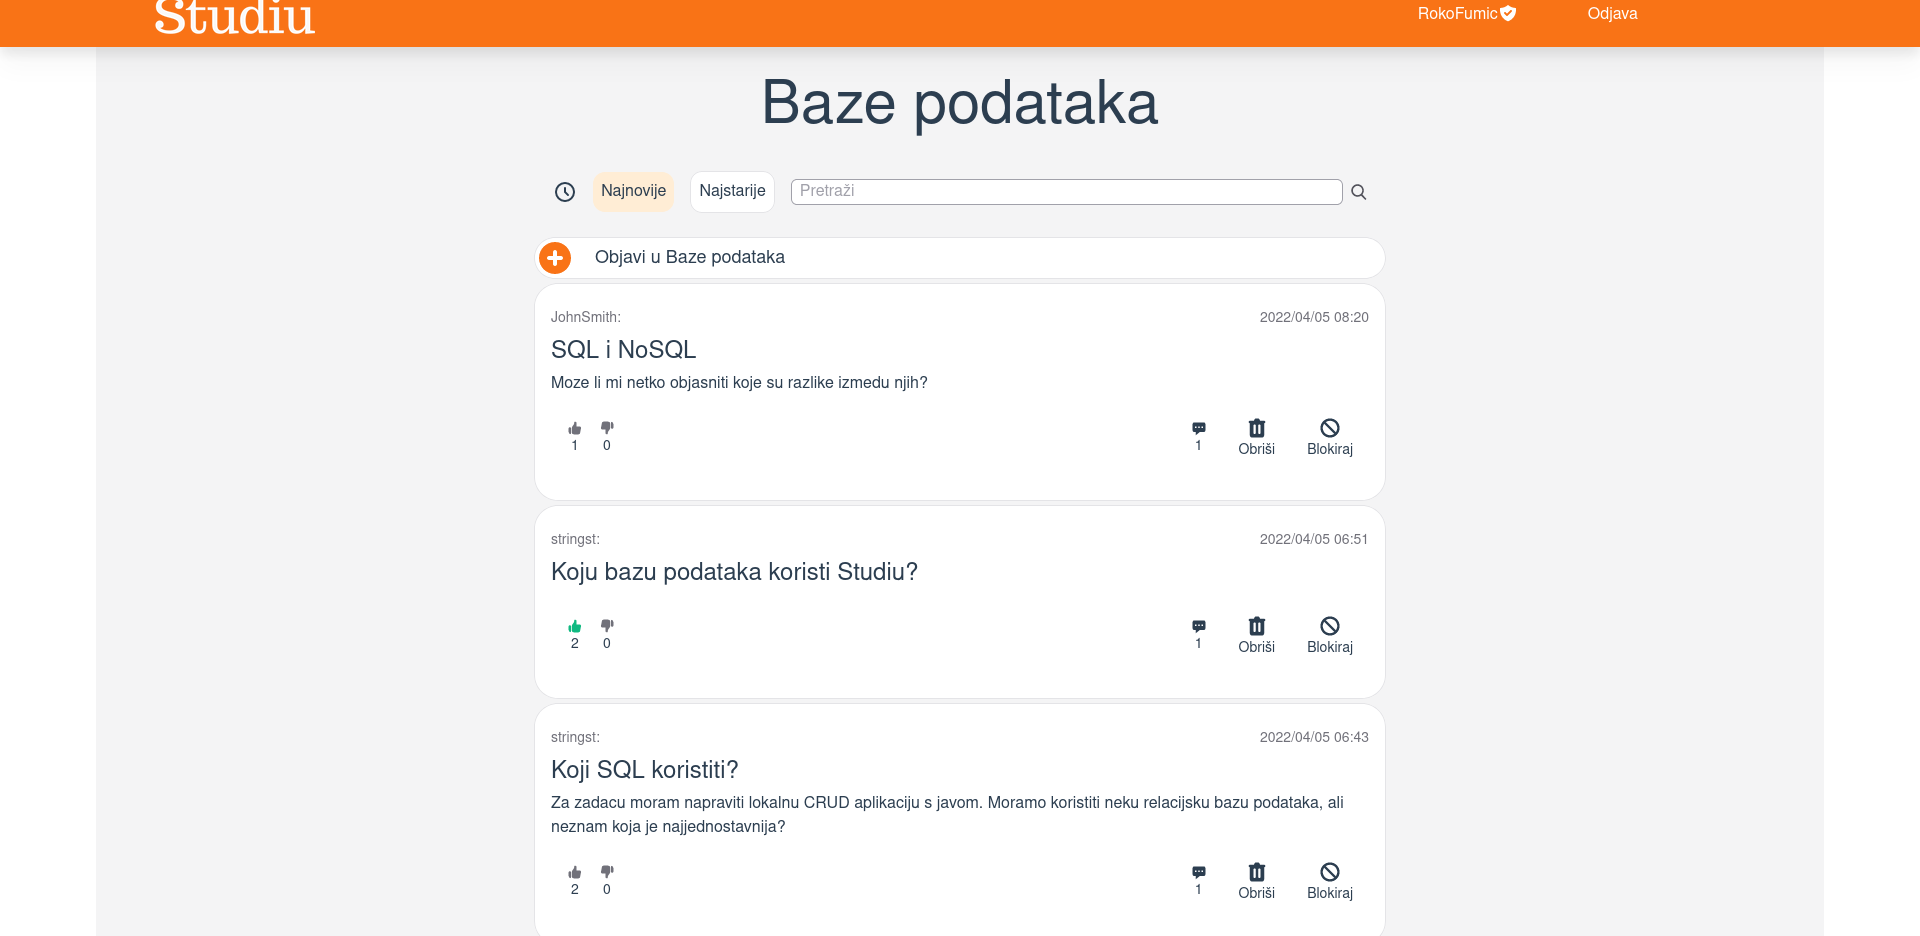 Studiu
RokoFumic
Odjava
Baze podataka
Najnovije
Najstarije
Pretraži
Objavi u Baze podataka
JohnSmith:
2022/04/05 08:20
SQL i NoSQL
Moze li mi netko objasniti koje su razlike izmedu njih?
1
0
1
Obriši
Blokiraj
stringst:
2022/04/05 06:51
Koju bazu podataka koristi Studiu?
2
0
1
Obriši
Blokiraj
stringst:
2022/04/05 06:43
Koji SQL koristiti?
Za zadacu moram napraviti lokalnu CRUD aplikaciju s javom. Moramo koristiti neku relacijsku bazu podataka, ali
neznam koja je najjednostavnija?
2
0
1
Obriši
Blokiraj